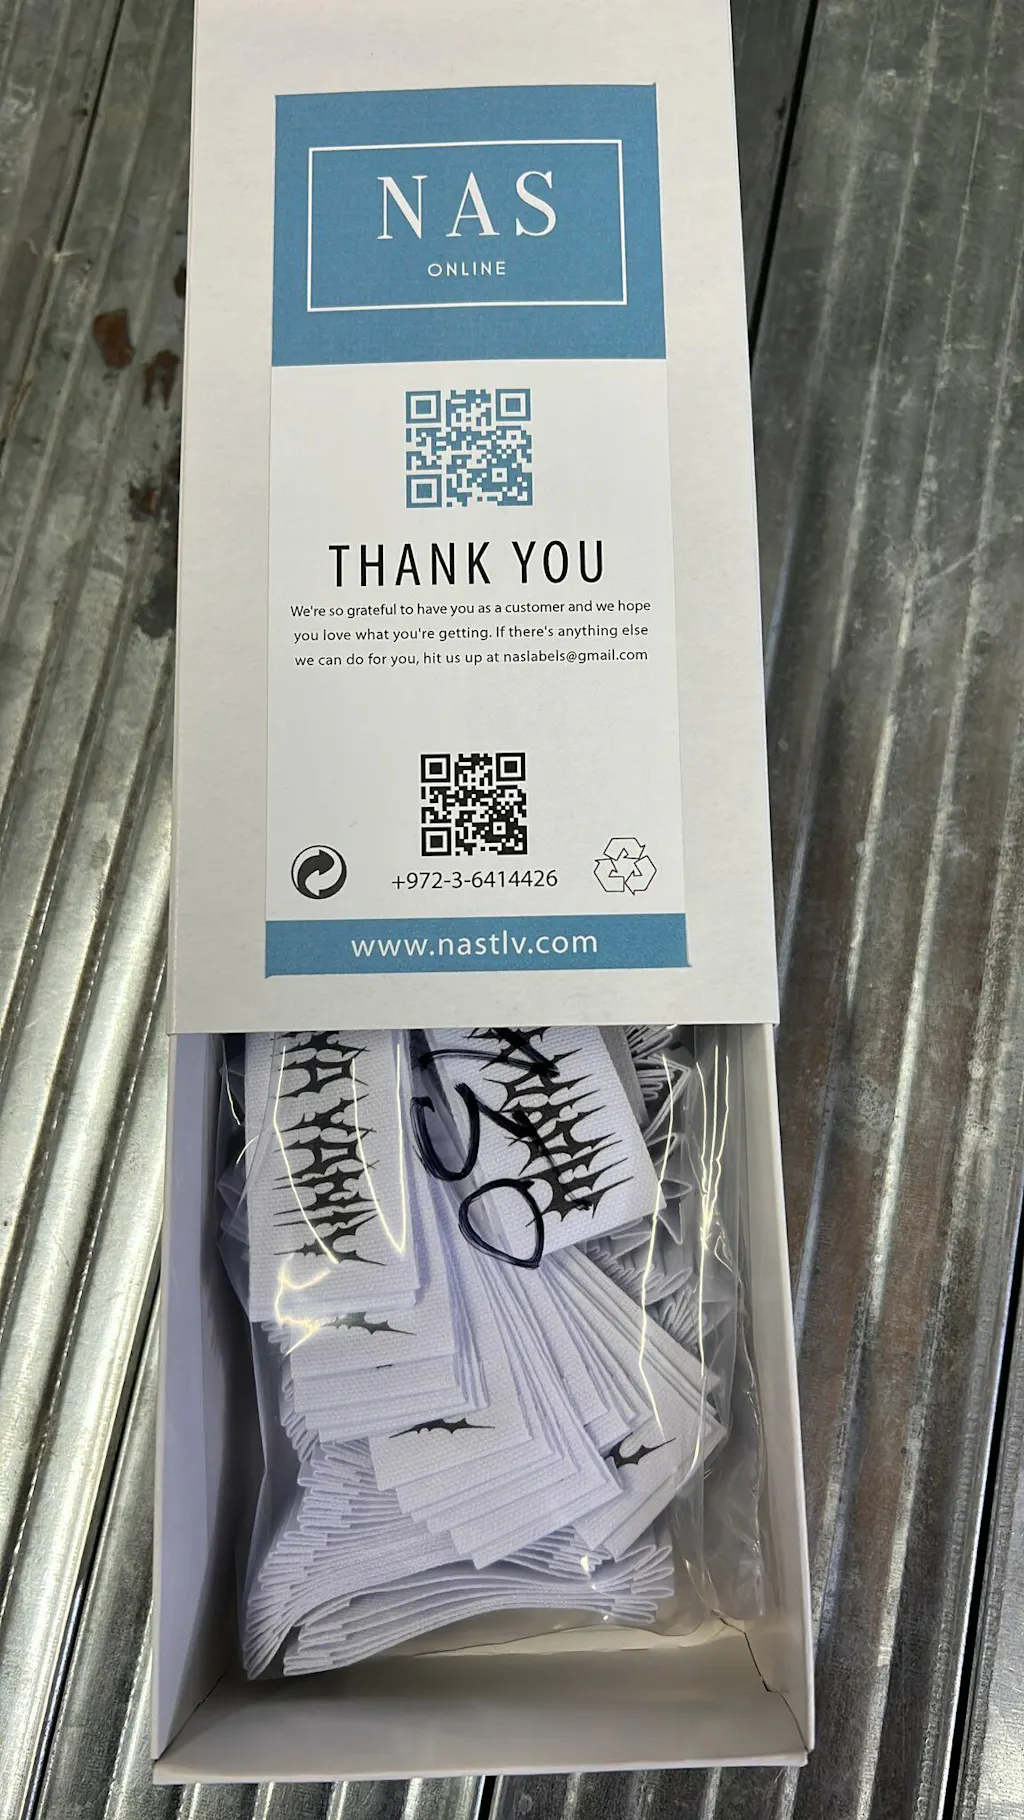 NAS
ONLINE
THANK YOU
We're so grateful to have you as a customer and we hope
you love what you're getting. If there's anything else
we can do for you, hit us up at naslabels@gmail.com
+972-3-6414426
www.nastlv.com